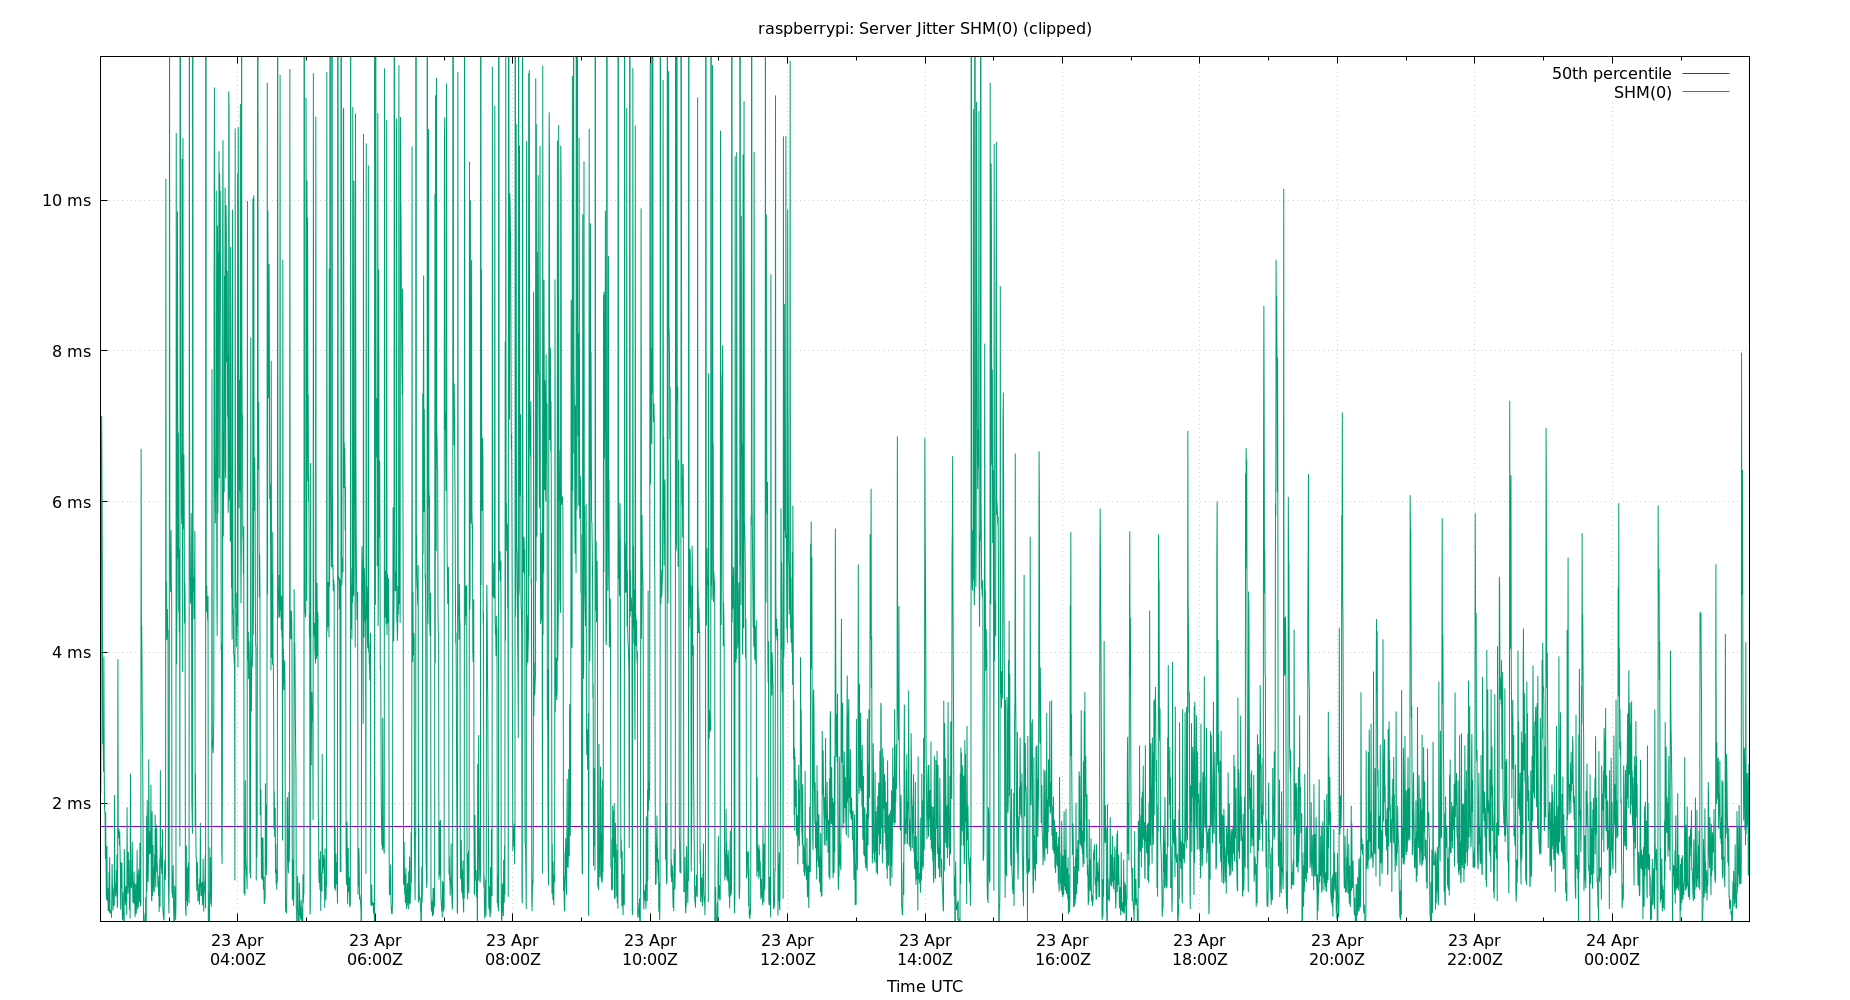 raspberrypi: Server Jitter SHM(0) (clipped)
50th percentile
SHM(0)
10 ms
8 ms
6 ms
4 ms
2 ms
23 Apr 23 Apr 23 Apr 23 Apr 23 Apr 23 Apr 23 Apr 23 Apr 23 Apr 23 Apr 24 Apr
04:00Z 06:00Z 08:00Z 10:00Z 12:00Z 14:00Z 16:00Z 18:00Z 20:00Z 22:00Z 00:00Z
Time UTC